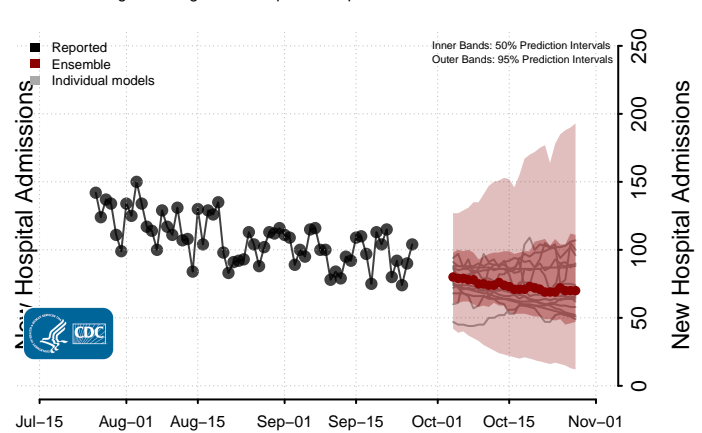 Reported
Ensemble
Individual models
Inner Bands: 50% Prediction Intervals
Outer Bands: 95% Prediction Intervals
New Hospital Admissions
New Hospital Admissions
250
200
150
100
50
0
CDC
Jul–15
Aug–01
Aug–15
Sep–01
Sep–15
Oct–01
Oct–15
Nov–01